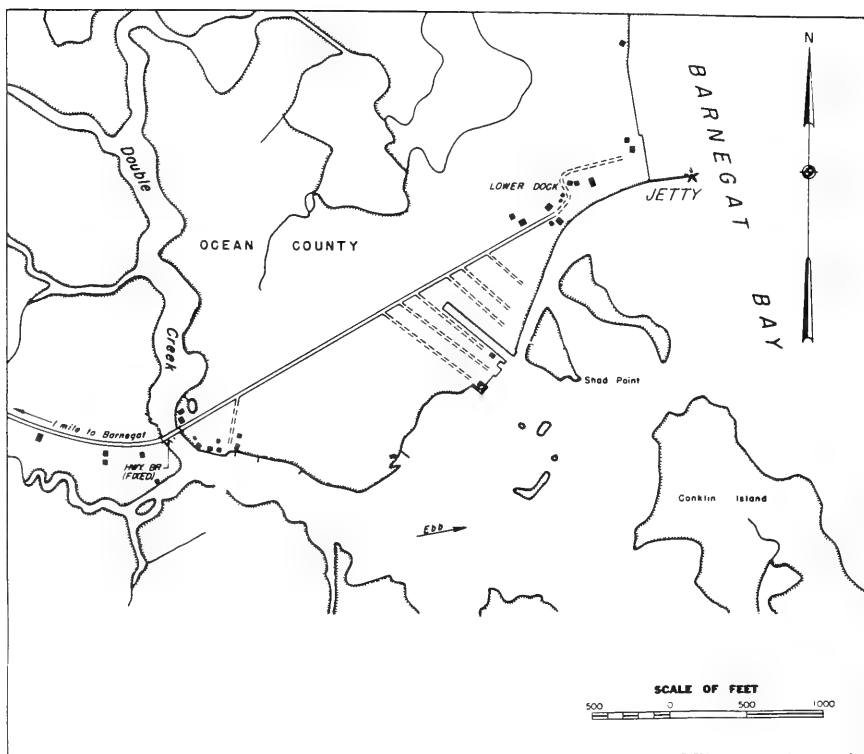 N
BARNEGAT
BAY
JETTY
LOWER DOCK
Double
Creek
OCEAN COUNTY
Shad Point
1 mile to Barnegat
HWY. BR.
(FIXED)
Conklin Island
Ebb
SCALE OF FEET
500 0 500 1000